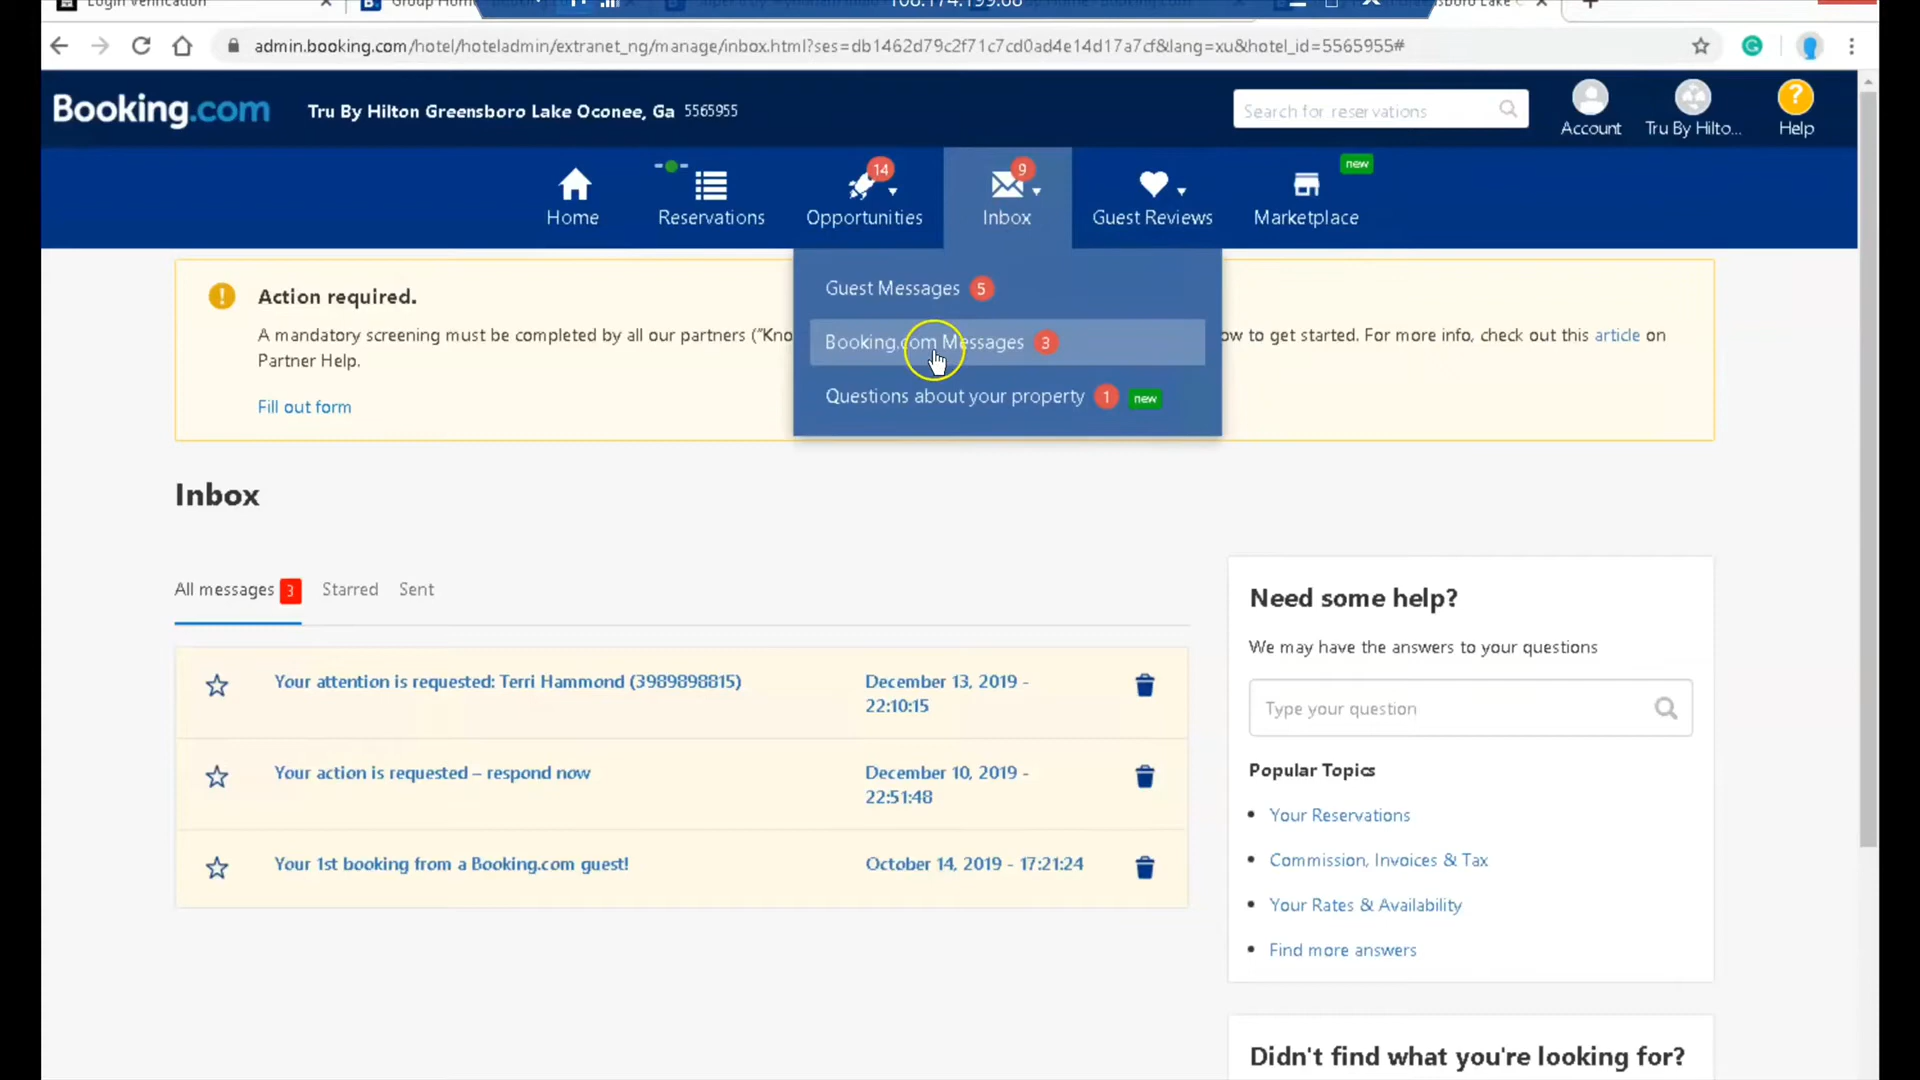 Login Verification
Group Hom
108.174.199.68
admin.booking.com/hotel/hoteladmin/extranet_ng/manage/inbox.html?ses=db1462d79c2f71c7cd0ad4e14d17a7cf&lang=xu&hotel_id=5565955#
Booking.com
Tru By Hilton Greensboro Lake Oconee, Ga 5565955
Search for reservations
Account
Tru By Hilto...
? Help
Home
Reservations
14 Opportunities
9 Inbox
Guest Reviews
new
Marketplace
Guest Messages 5
Booking.com Messages 3
Questions about your property 1 new
! Action required.
A mandatory screening must be completed by all our partners ("Kno
ow to get started. For more info, check out this article on
Partner Help.
Fill out form
Inbox
All messages 3 Starred Sent
Your attention is requested: Terri Hammond (3989898815)
December 13, 2019 -
22:10:15
Your action is requested – respond now
December 10, 2019 -
22:51:48
Your 1st booking from a Booking.com guest!
October 14, 2019 - 17:21:24
Need some help?
We may have the answers to your questions
Type your question
Popular Topics
• Your Reservations
• Commission, Invoices & Tax
• Your Rates & Availability
• Find more answers
Didn't find what you're looking for?